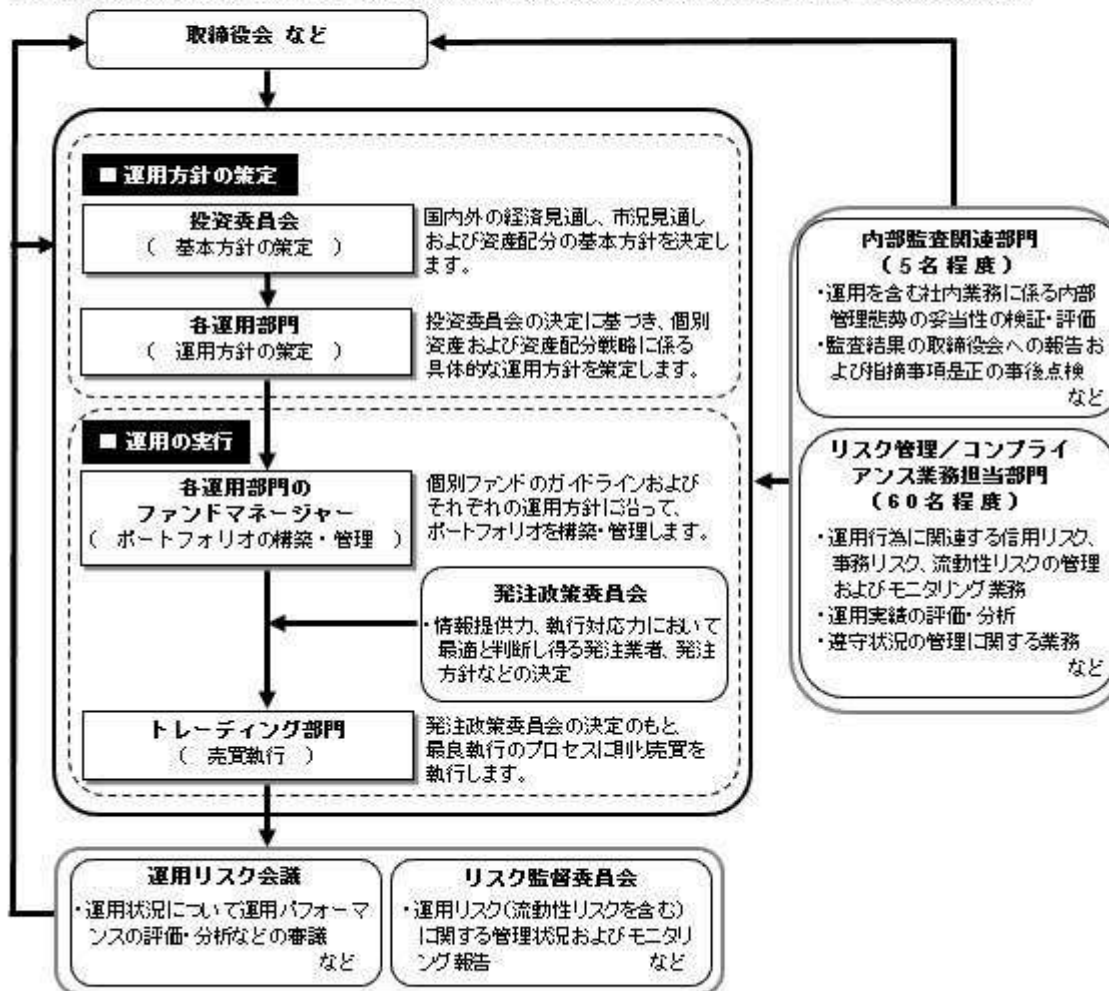 取締役会 など
■ 運用方針の策定
投資委員会
( 基本方針の策定 )
国内外の経済見通し、市況見通し
および資産配分の基本方針を決定し
ます。
各運用部門
( 運用方針の策定 )
投資委員会の決定に基づき、個別
資産および資産配分戦略に係る
具体的な運用方針を策定します。
■ 運用の実行
各運用部門の
ファンドマネージャー
( ポートフォリオの構築・管理 )
個別ファンドのガイドラインおよび
それぞれの運用方針に沿って、
ポートフォリオを構築・管理します。
発注政策委員会
・情報提供力、執行対応力において
最適と判断し得る発注業者、発注
方針などの決定
トレーディング部門
( 売買執行 )
発注政策委員会の決定のもと、
最良執行のプロセスに則り売買を
執行します。
内部監査関連部門
(5名程度)
・運用を含む社内業務に係る内部
管理態勢の妥当性の検証・評価
・監査結果の取締役会への報告お
よび指摘事項是正の事後点検
など
リスク管理/コンプライ
アンス業務担当部門
(60名程度)
・運用行為に関連する信用リスク、
事務リスク、流動性リスクの管理
およびモニタリング業務
・運用実績の評価・分析
・遵守状況の管理に関する業務
など
運用リスク会議
・運用状況について運用パフォーマ
ンスの評価・分析などの審議
など
リスク監督委員会
・運用リスク(流動性リスクを含む)
に関する管理状況およびモニタリ
ング報告 など